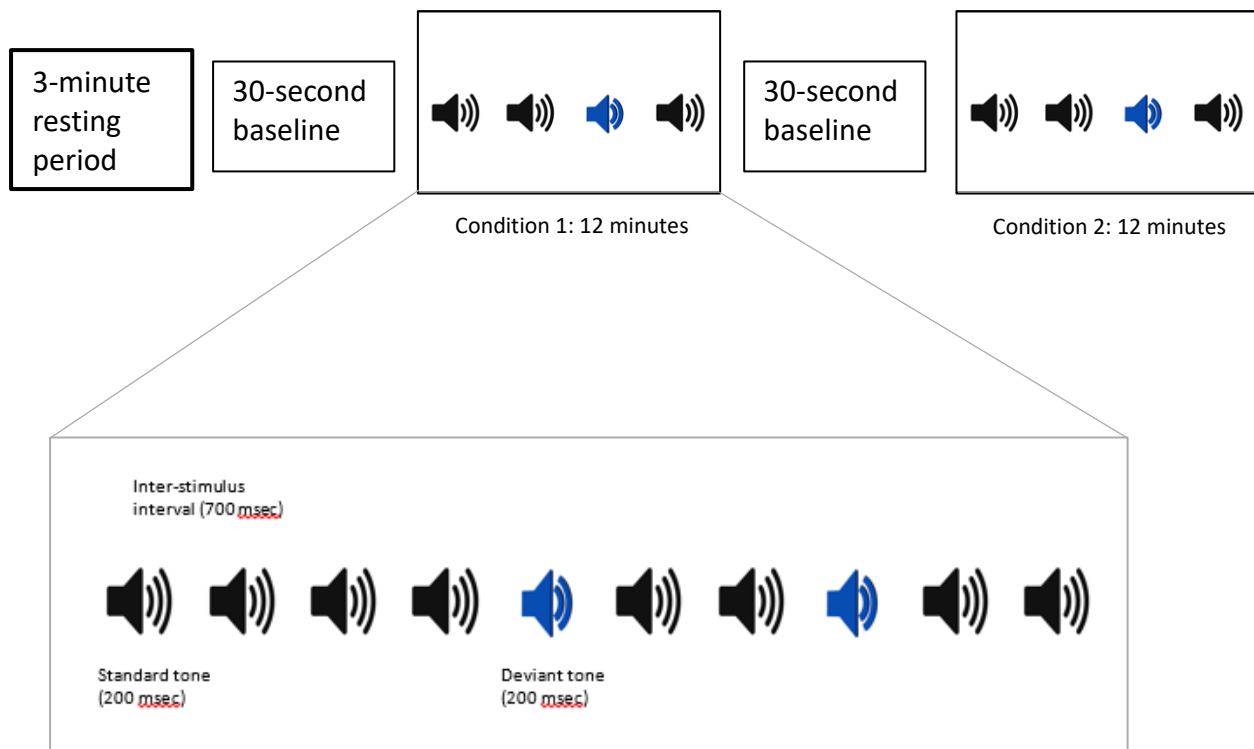 3-minute
resting
period
30-second
baseline
30-second
baseline
Condition 1: 12 minutes
Condition 2: 12 minutes
Inter-stimulus
interval (700 msec)
Standard tone
(200 msec)
Deviant tone
(200 msec)